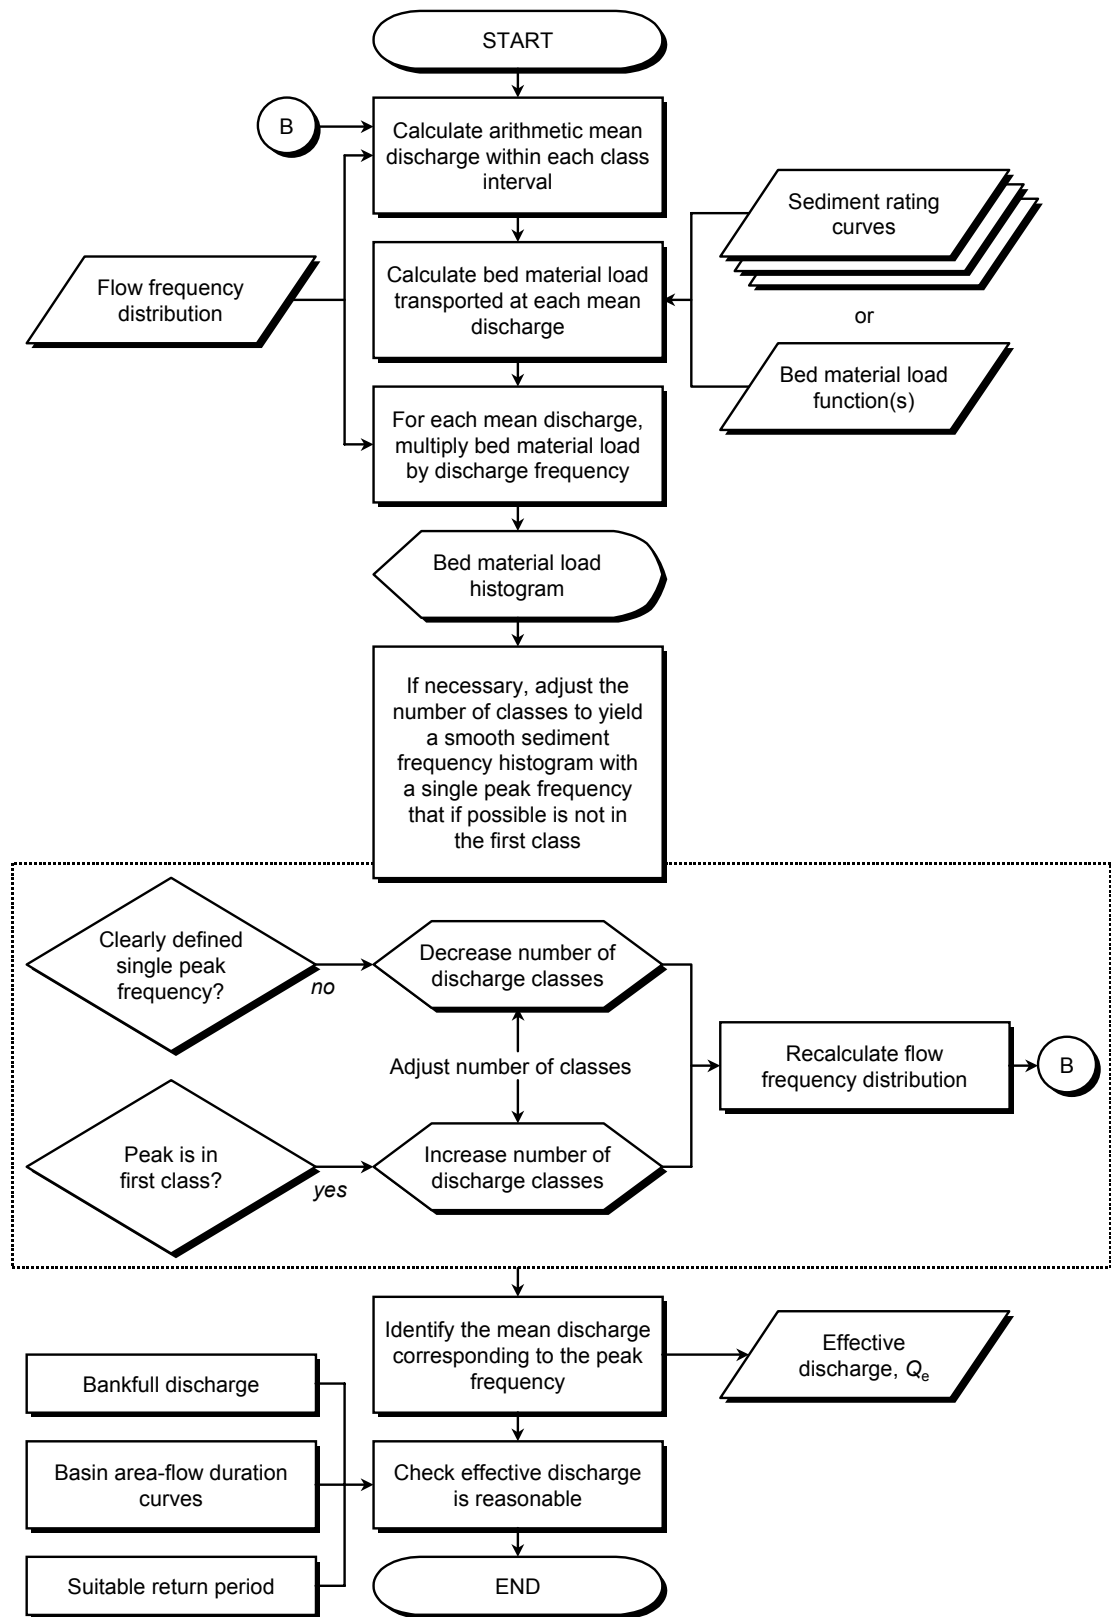 START
B
Calculate arithmetic mean
discharge within each class
interval
Sediment rating
curves
Flow frequency
distribution
Calculate bed material load
transported at each mean
discharge
or
Bed material load
function(s)
For each mean discharge,
multiply bed material load
by discharge frequency
Bed material load
histogram
If necessary, adjust the
number of classes to yield
a smooth sediment
frequency histogram with
a single peak frequency
that if possible is not in
the first class
Clearly defined
single peak
frequency?
no
Decrease number of
discharge classes
Adjust number of classes
Recalculate flow
frequency distribution
B
Peak is in
first class?
yes
Increase number of
discharge classes
Identify the mean discharge
corresponding to the peak
frequency
Effective
discharge, Qe
Bankfull discharge
Basin area-flow duration
curves
Check effective discharge
is reasonable
Suitable return period
END